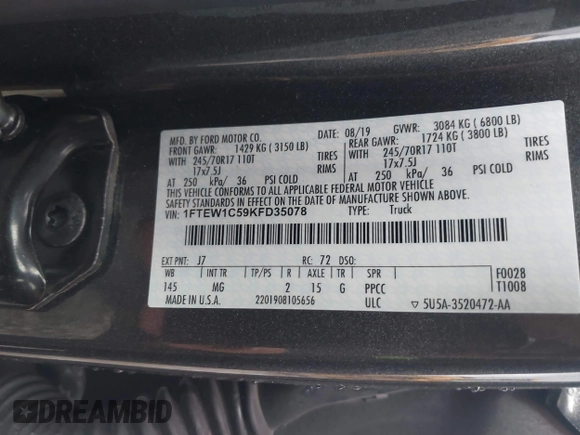 MFD. BY FORD MOTOR CO.
DATE: 08/19 GVWR: 3084 KG ( 6800 LB)
FRONT GAWR: 1429 KG ( 3150 LB) REAR GAWR: 1724 KG ( 3800 LB)
WITH 245/70R17 110T TIRES WITH 245/70R17 110T TIRES
17x7.5J RIMS 17x7.5J RIMS
AT 250 kPa/ 36 PSI COLD AT 250 kPa/ 36 PSI COLD
THIS VEHICLE CONFORMS TO ALL APPLICABLE FEDERAL MOTOR VEHICLE
SAFETY STANDARDS IN EFFECT ON THE DATE OF MANUFACTURE SHOWN ABOVE.
VIN: 1FTEW1C59KFD35078 TYPE: Truck
EXT PNT: J7 RC: 72 DSO:
WB INT TR TP/PS R AXLE TR SPR F0028
145 MG 2 15 G PPCC T1008
MADE IN U.S.A. 2201908105656 ULC ▽ 5U5A-3520472-AA
DREAMBID